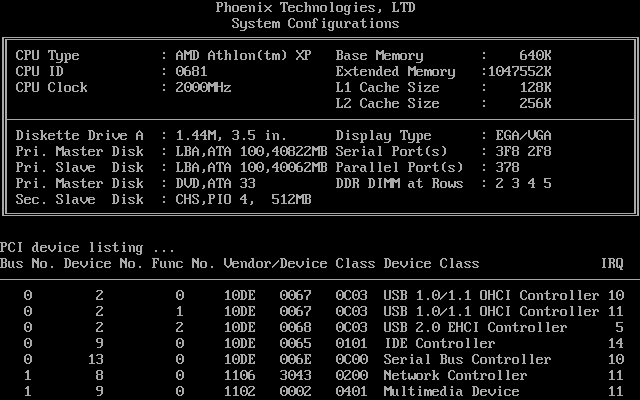 Phoenix Technologies, LTD
System Configurations
CPU Type : AMD Athlon(tm) XP Base Memory : 640K
CPU ID : 0681 Extended Memory :1047552K
CPU Clock : 2000MHz L1 Cache Size : 128K
L2 Cache Size : 256K
Diskette Drive A : 1.44M, 3.5 in. Display Type : EGA/VGA
Pri. Master Disk : LBA,ATA 100,40822MB Serial Port(s) : 3F8 2F8
Pri. Slave Disk : LBA,ATA 100,40062MB Parallel Port(s) : 378
Pri. Master Disk : DVD,ATA 33 DDR DIMM at Rows : 2 3 4 5
Sec. Slave Disk : CHS,PIO 4, 512MB
PCI device listing ...
Bus No. Device No. Func No. Vendor/Device Class Device Class IRQ
0 2 0 10DE 0067 0C03 USB 1.0/1.1 OHCI Controller 10
0 2 1 10DE 0067 0C03 USB 1.0/1.1 OHCI Controller 11
0 2 2 10DE 0068 0C03 USB 2.0 EHCI Controller 5
0 9 0 10DE 0065 0101 IDE Controller 14
0 13 0 10DE 006E 0C00 Serial Bus Controller 10
1 8 0 1106 3043 0200 Network Controller 11
1 9 0 1102 0002 0401 Multimedia Device 11